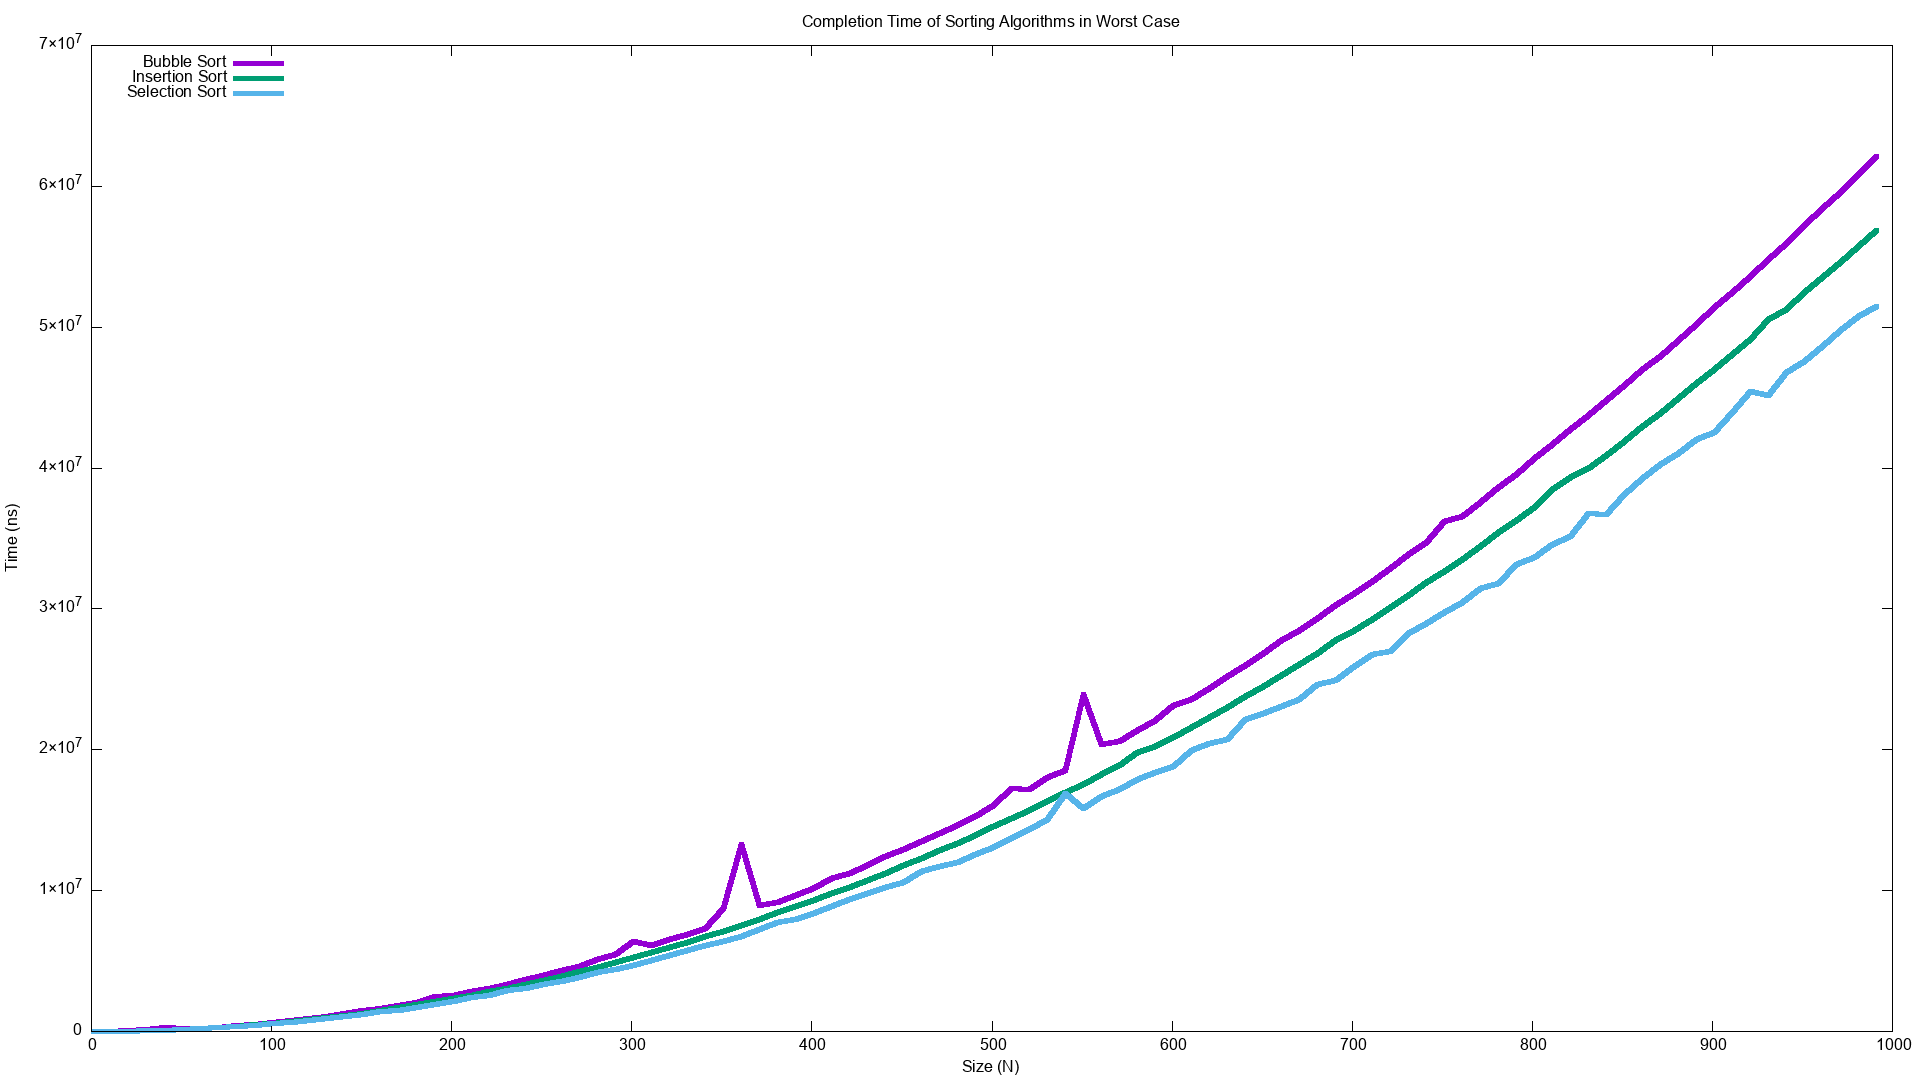 Completion Time of Sorting Algorithms in Worst Case
7×10⁷
Bubble Sort
Insertion Sort
Selection Sort
6×10⁷
5×10⁷
4×10⁷
Time (ns)
3×10⁷
2×10⁷
1×10⁷
0
0 100 200 300 400 500 600 700 800 900 1000
Size (N)